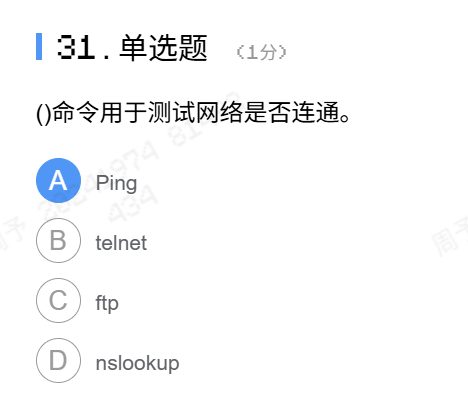 31.单选题 (1分)
()命令用于测试网络是否连通。
A Ping
B telnet
C ftp
D nslookup